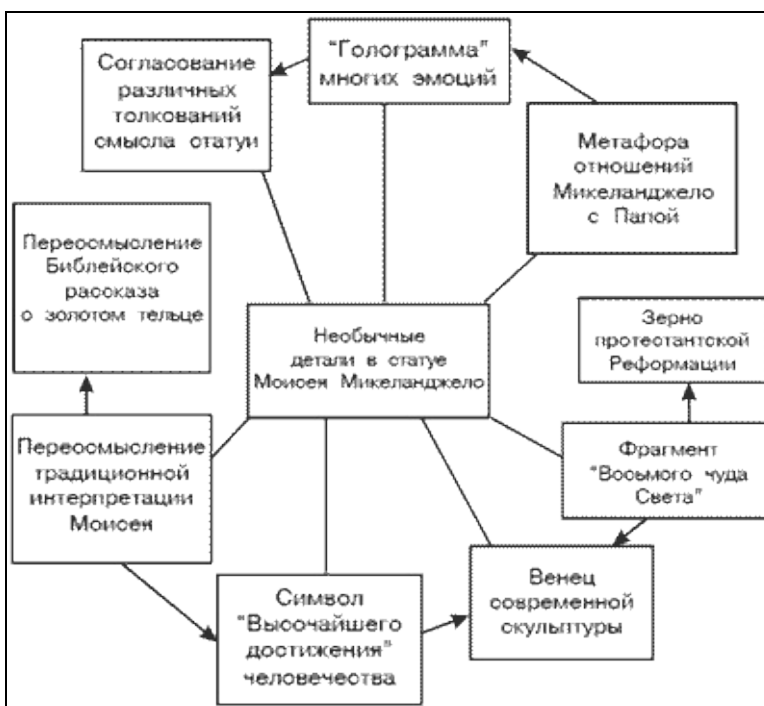 "Голограмма"
многих эмоций
Согласование
различных
толкований
смысла статуи
Метафора
отношений
Микеланджело
с Папой
Переосмысление
Библейского
рассказа
о золотом тельце
Необычные
детали в статуе
Моисея Микеланджело
Зерно
протестантской
Реформации
Переосмысление
традиционной
интерпретации
Моисея
Фрагмент
"Восьмого чуда
Света"
Символ
"Высочайшего
достижения"
человечества
Венец
современной
скульптуры